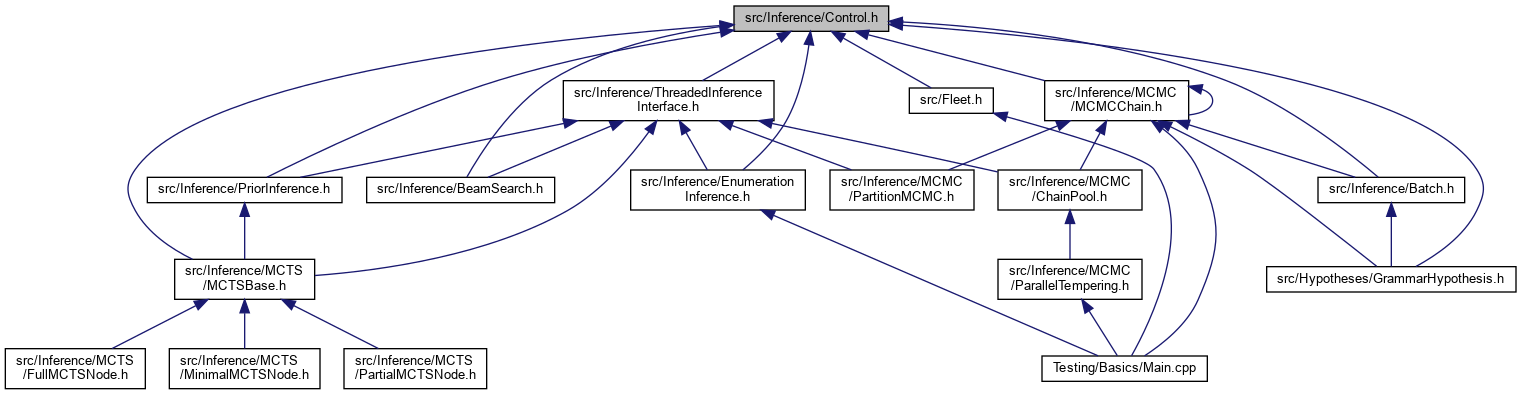 src/Inference/Control.h
src/Inference/ThreadedInference
Interface.h
src/Fleet.h
src/Inference/MCMC
/MCMCChain.h
src/Inference/PriorInference.h
src/Inference/BeamSearch.h
src/Inference/Enumeration
Inference.h
src/Inference/MCMC
/PartitionMCMC.h
src/Inference/MCMC
/ChainPool.h
src/Inference/Batch.h
src/Inference/MCTS
/MCTSBase.h
src/Inference/MCMC
/ParallelTempering.h
src/Hypotheses/GrammarHypothesis.h
src/Inference/MCTS
/FullMCTSNode.h
src/Inference/MCTS
/MinimalMCTSNode.h
src/Inference/MCTS
/PartialMCTSNode.h
Testing/Basics/Main.cpp